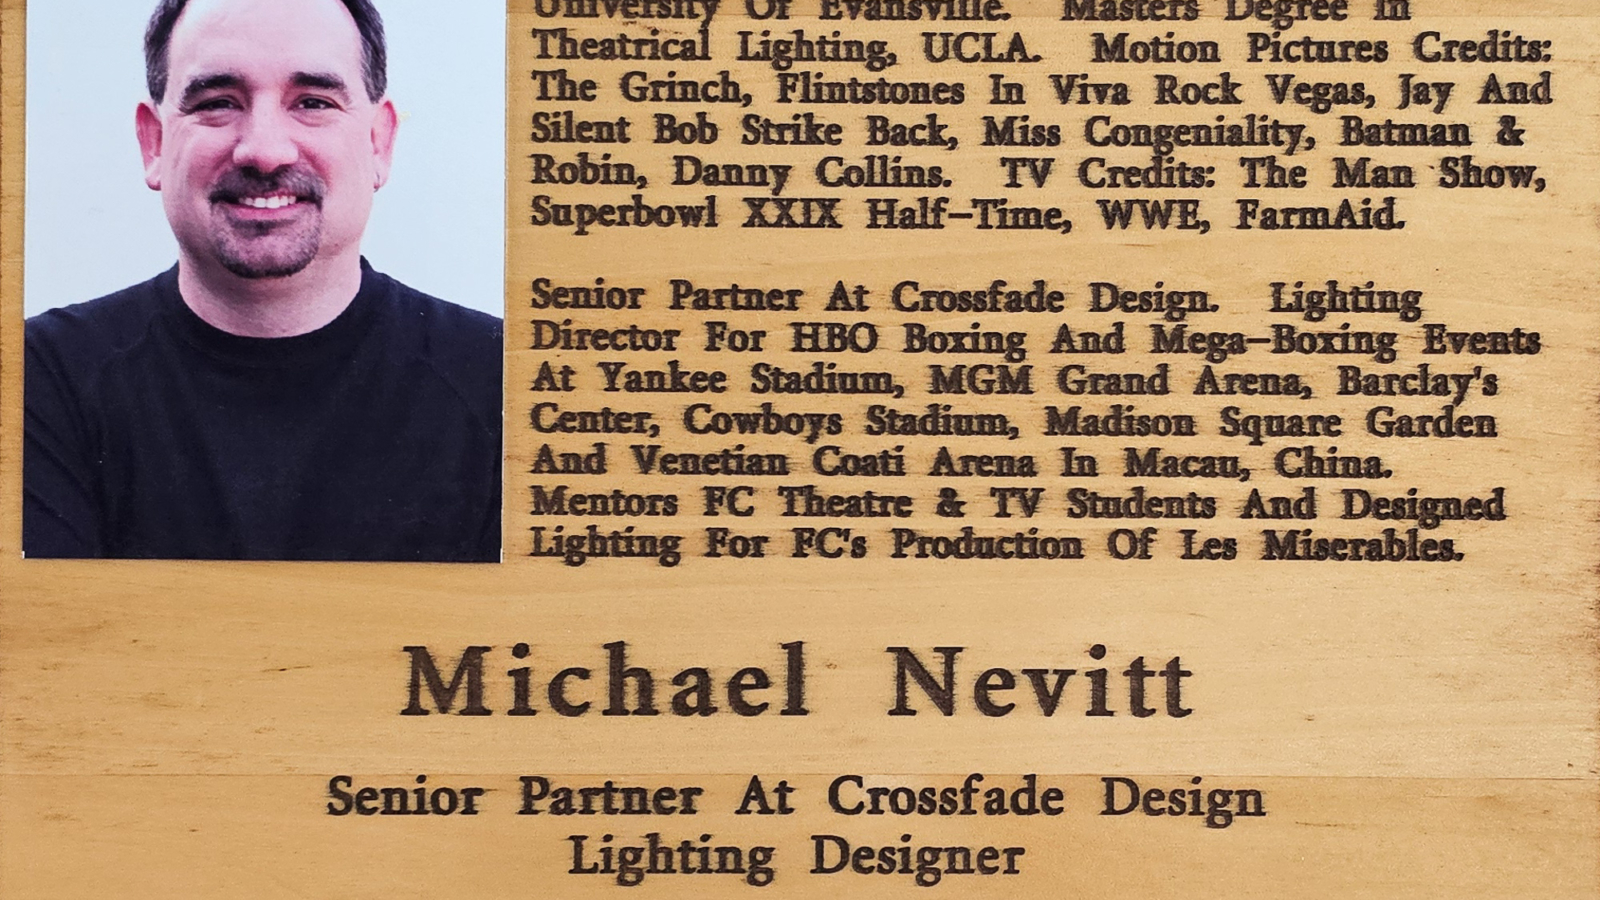 University Of Evansville. Masters Degree In
Theatrical Lighting, UCLA. Motion Pictures Credits:
The Grinch, Flintstones In Viva Rock Vegas, Jay And
Silent Bob Strike Back, Miss Congeniality, Batman &
Robin, Danny Collins. TV Credits: The Man Show,
Superbowl XXIX Half-Time, WWE, FarmAid.
Senior Partner At Crossfade Design. Lighting
Director For HBO Boxing And Mega-Boxing Events
At Yankee Stadium, MGM Grand Arena, Barclay's
Center, Cowboys Stadium, Madison Square Garden
And Venetian Coati Arena In Macau, China.
Mentors FC Theatre & TV Students And Designed
Lighting For FC's Production Of Les Miserables.
Michael Nevitt
Senior Partner At Crossfade Design
Lighting Designer